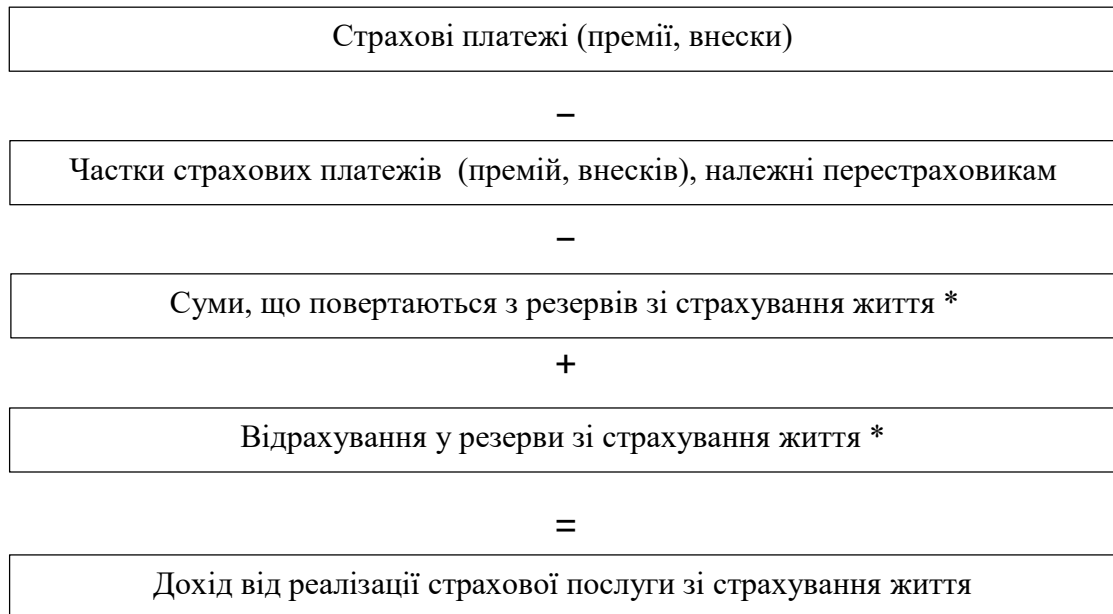 Страхові платежі (премії, внески)
–
Частки страхових платежів (премій, внесків), належні перестраховикам
–
Суми, що повертаються з резервів зі страхування життя *
+
Відрахування у резерви зі страхування життя *
=
Дохід від реалізації страхової послуги зі страхування життя